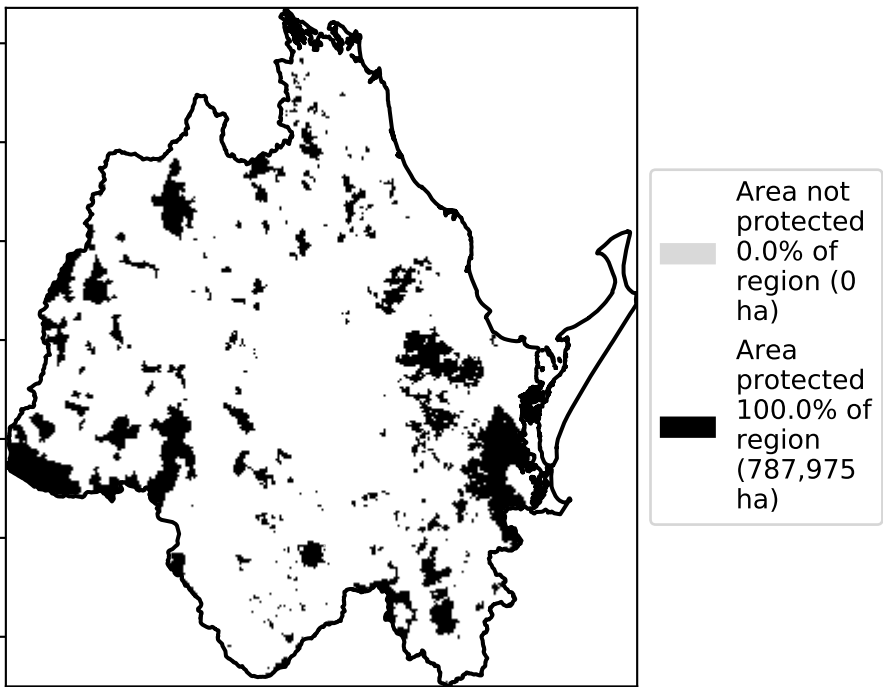 Area not
protected
0.0% of
region (0
ha)
Area
protected
100.0% of
region
(787,975
ha)